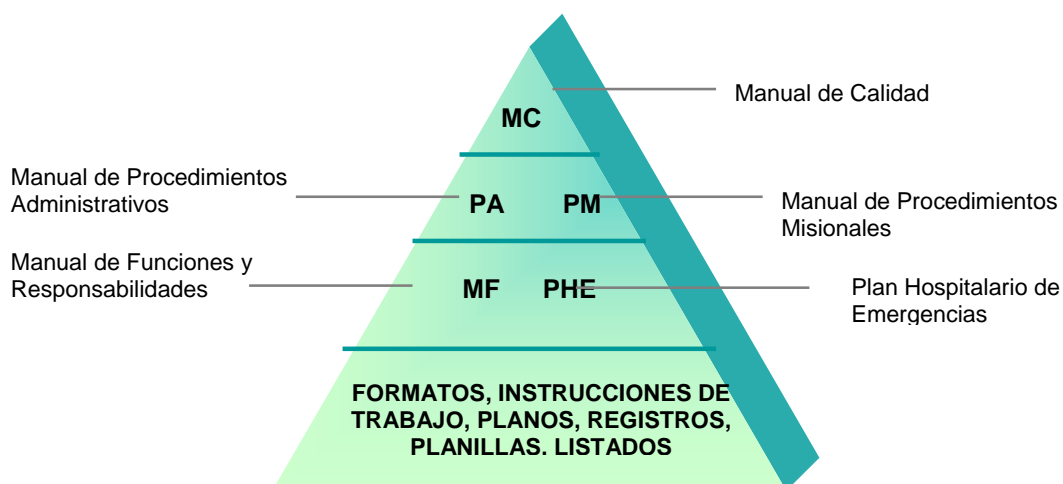 Manual de Calidad
MC
Manual de Procedimientos
Administrativos
PA
PM
Manual de Procedimientos
Misionales
Manual de Funciones y
Responsabilidades
MF
PHE
Plan Hospitalario de
Emergencias
FORMATOS, INSTRUCCIONES DE
TRABAJO, PLANOS, REGISTROS,
PLANILLAS. LISTADOS